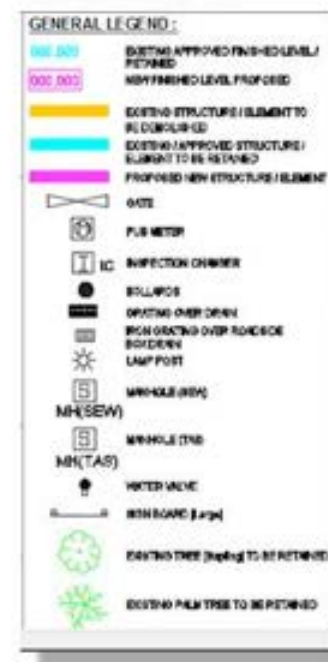 GENERAL LEGEND :
000.000 EXISTING APPROVED FINISHED LEVEL /
RETAINED
000.000 NEW FINISHED LEVEL PROPOSED
EXISTING STRUCTURE / ELEMENT TO
BE DEMOLISHED
EXISTING / APPROVED STRUCTURE /
ELEMENT TO BE RETAINED
PROPOSED NEW STRUCTURE / ELEMENT
GATE
PUB METER
I IC INSPECTION CHAMBER
BOLLARDS
GRATING OVER DRAIN
IRON GRATING OVER ROADSIDE
BOX DRAIN
LAMP POST
S MANHOLE (SEW)
MH(SEW)
S MANHOLE (TAS)
MH(TAS)
WATER VALVE
SIGNBOARD (Large)
EXISTING TREE TO BE RETAINED
EXISTING PALM TREE TO BE RETAINED